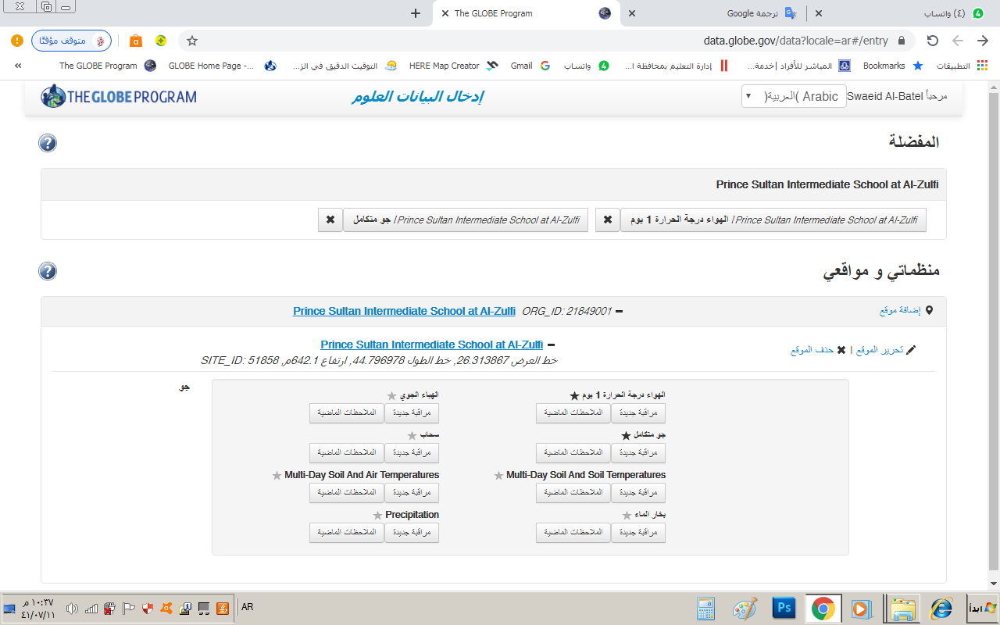 (٤) واتساب
ترجمة Google
The GLOBE Program
data.globe.gov/data?locale=ar#/entry
متوقف مؤقتًا
التطبيقات
Bookmarks
المباشر للأفراد |خدمة...
إدارة التعليم بمحافظة ا...
واتساب
Gmail
HERE Map Creator
التوقيت الدقيق في الز...
GLOBE Home Page -...
The GLOBE Program
مرحباً Swaeid Al-Batel
Arabic )العربية(
إدخال البيانات العلوم
THE GLOBE PROGRAM
المفضلة
Prince Sultan Intermediate School at Al-Zulfi
Prince Sultan Intermediate School at Al-Zulfi / الهواء درجة الحرارة 1 يوم
Prince Sultan Intermediate School at Al-Zulfi / جو متكامل
منظماتي و مواقعي
إضافة موقع
Prince Sultan Intermediate School at Al-Zulfi ORG_ID: 21849001
تحرير الموقع | حذف الموقع
Prince Sultan Intermediate School at Al-Zulfi
خط العرض 26.313867, خط الطول 44.796978, ارتفاع 642.1م, SITE_ID: 51858
جو
الهواء درجة الحرارة 1 يوم
مراقبة جديدة الملاحظات الماضية
الهباء الجوي
مراقبة جديدة الملاحظات الماضية
جو متكامل
مراقبة جديدة الملاحظات الماضية
سحاب
مراقبة جديدة الملاحظات الماضية
Multi-Day Soil And Soil Temperatures
مراقبة جديدة الملاحظات الماضية
Multi-Day Soil And Air Temperatures
مراقبة جديدة الملاحظات الماضية
بخار الماء
مراقبة جديدة الملاحظات الماضية
Precipitation
مراقبة جديدة الملاحظات الماضية
ابدأ
Ps
AR
١٠:٣٧ م
٤١/٠٧/١١